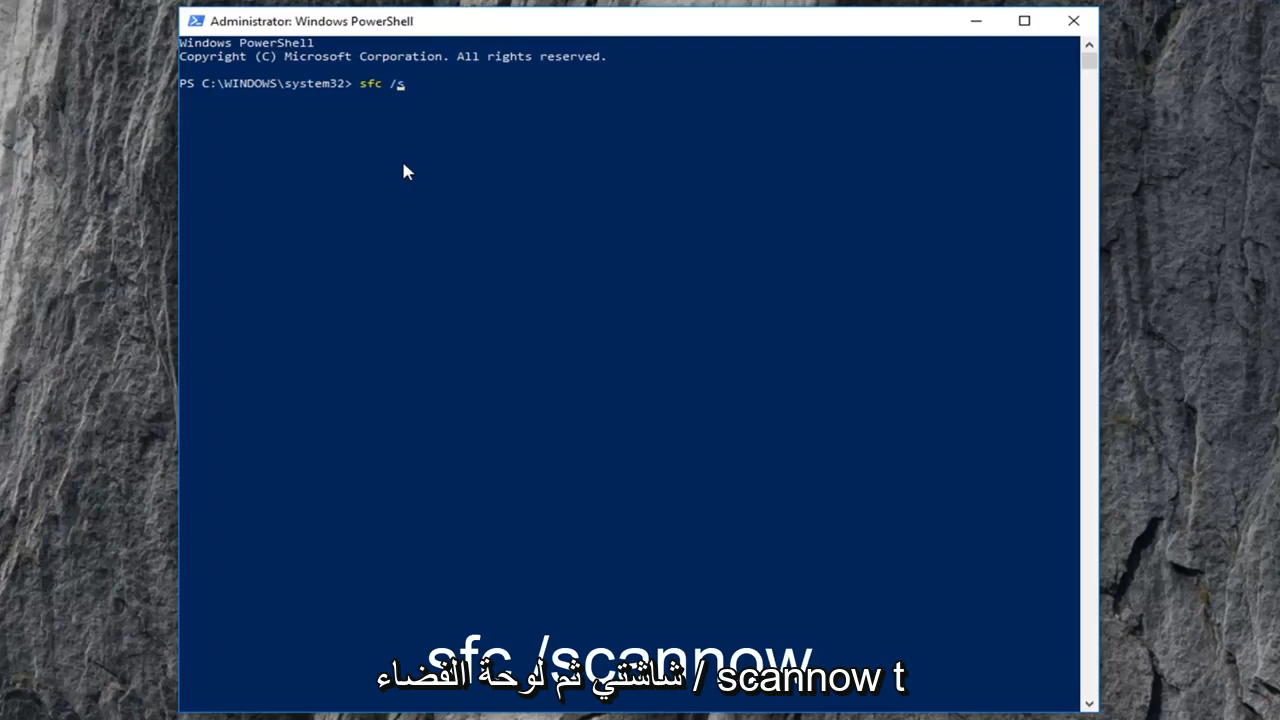 Administrator: Windows PowerShell
Windows PowerShell
Copyright (C) Microsoft Corporation. All rights reserved.
PS C:\WINDOWS\system32> sfc /s
sfc /scannow
شاشتي ثم لوحة الفضاء / scannow t